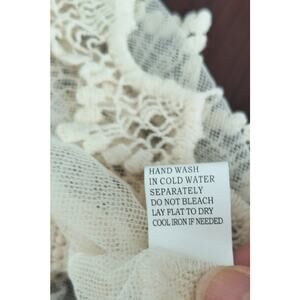 HAND WASH
IN COLD WATER
SEPARATELY
DO NOT BLEACH
LAY FLAT TO DRY
COOL IRON IF NEEDED